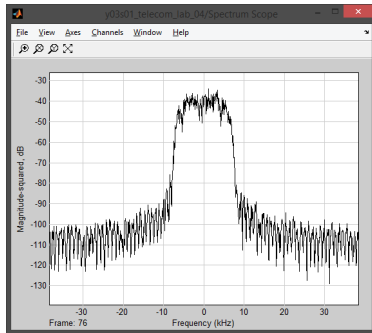 y03s01_telecom_lab_04/Spectrum Scope
File View Axes Channels Window Help
-30
-40
-50
-60
-70
-80
-90
-100
-110
-120
-130
Magnitude-squared, dB
-30 -20 -10 0 10 20 30
Frame: 76 Frequency (kHz)